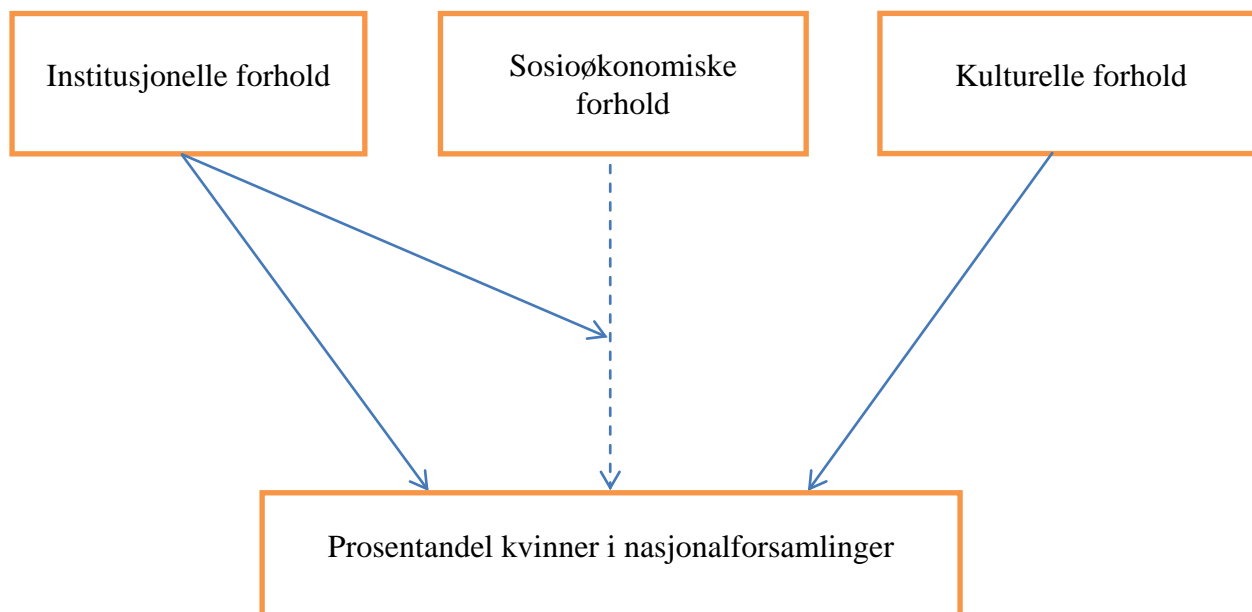 Institusjonelle forhold
Sosioøkonomiske
forhold
Kulturelle forhold
Prosentandel kvinner i nasjonalforsamlinger